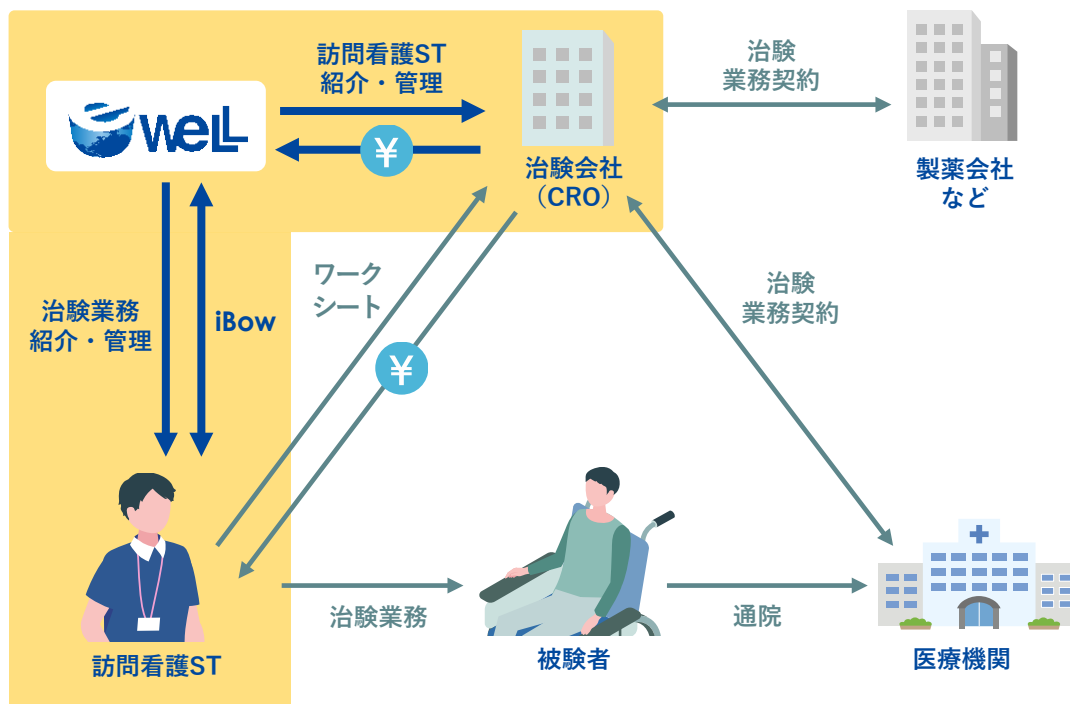 訪問看護ST
紹介・管理
治験
業務契約
eWeLL
¥
治験会社
（CRO）
製薬会社
など
ワーク
シート
治験
業務契約
治験業務
紹介・管理
iBow
¥
治験業務
通院
訪問看護ST
被験者
医療機関